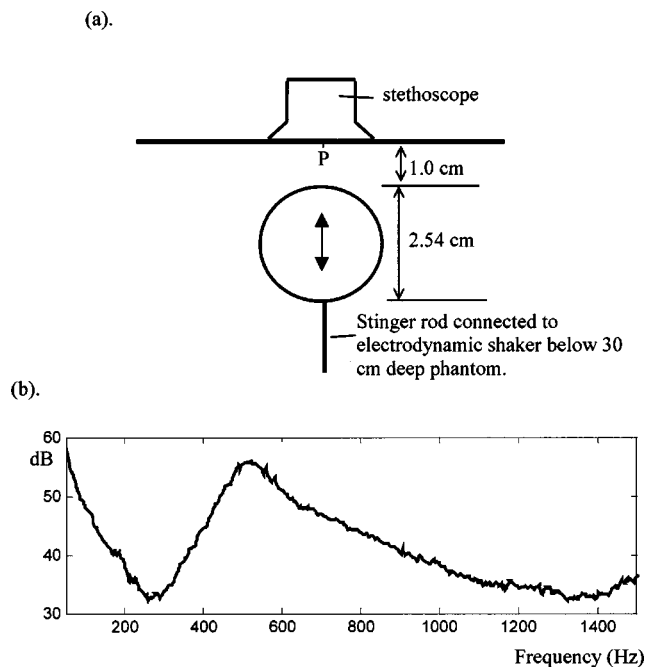 (a).
stethoscope
P
1.0 cm
2.54 cm
Stinger rod connected to
electrodynamic shaker below 30
cm deep phantom.
(b).
60
dB
50
40
30
200 400 600 800 1000 1200 1400
Frequency (Hz)